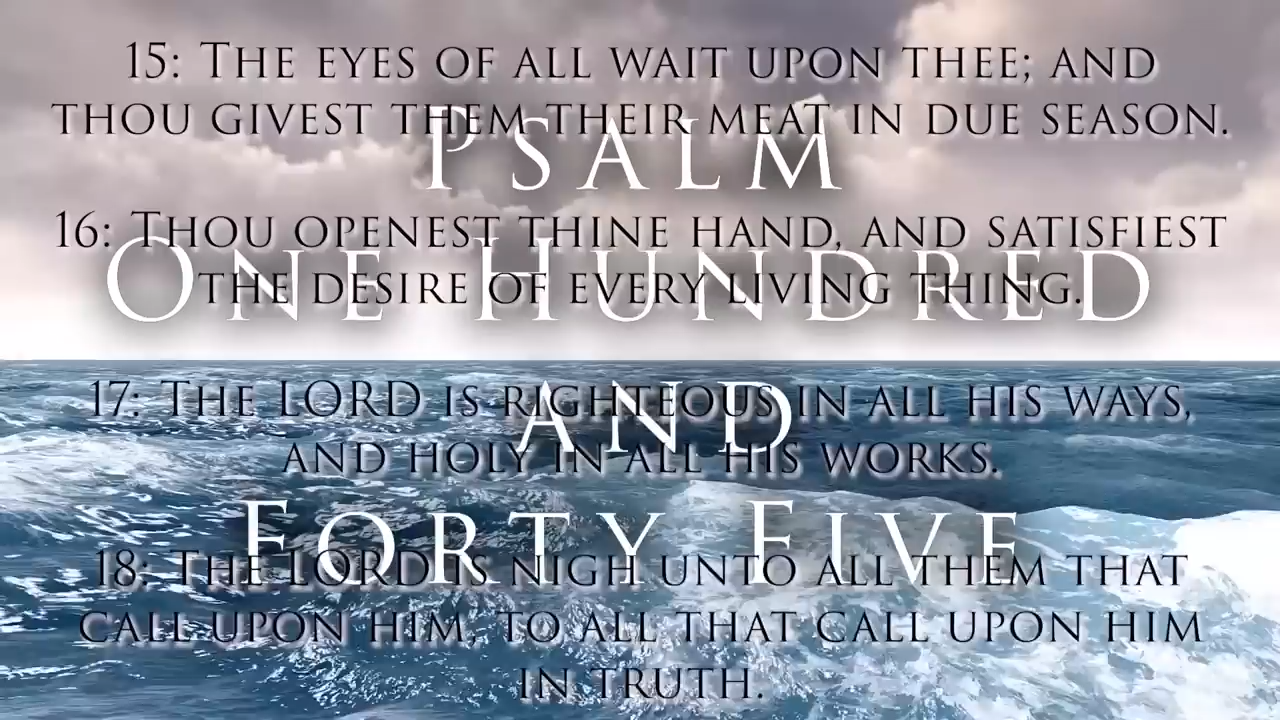 15: THE EYES OF ALL WAIT UPON THEE; AND
THOU GIVEST THEM THEIR MEAT IN DUE SEASON.
PSALM
16: THOU OPENEST THINE HAND, AND SATISFIEST
ONE HUNDRED
THE DESIRE OF EVERY LIVING THING.
17: THE LORD IS RIGHTEOUS IN ALL HIS WAYS,
AND
AND HOLY IN ALL HIS WORKS.
FORTY FIVE
18: THE LORD IS NIGH UNTO ALL THEM THAT
CALL UPON HIM, TO ALL THAT CALL UPON HIM
IN TRUTH.